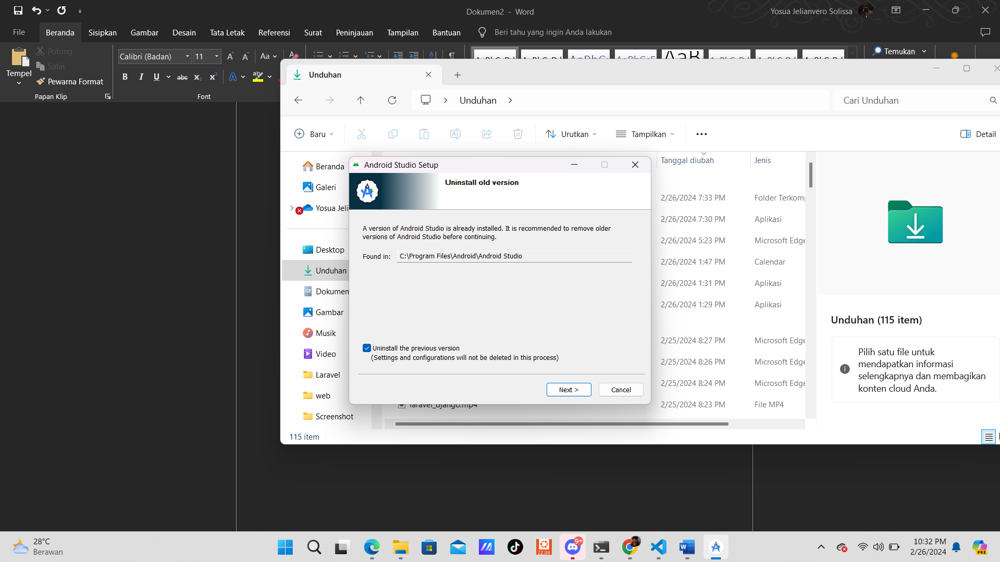 Dokumen2 - Word
Yosua Jelianvero Solissa
File
Beranda
Sisipkan
Gambar
Desain
Tata Letak
Referensi
Surat
Peninjauan
Tampilan
Bantuan
Beri tahu yang ingin Anda lakukan
Tempel
Potong
Salin
Pewarna Format
Papan Klip
Calibri (Badan)
11
Aa
B I U abc x₂ x²
Font
Temukan
Unduhan
Unduhan
Cari Unduhan
Baru
Urutkan
Tampilkan
Detail
Beranda
Galeri
Yosua Jeli
Desktop
Unduhan
Dokumen
Gambar
Musik
Video
Laravel
web
Screenshot
Android Studio Setup
Uninstall old version
A version of Android Studio is already installed. It is recommended to remove older
versions of Android Studio before continuing.
Found in: C:\Program Files\Android\Android Studio
Uninstall the previous version
(Settings and configurations will not be deleted in this process)
Next >
Cancel
laravel_django.mp4
Tanggal diubah Jenis
2/26/2024 7:33 PM Folder Terkomp
2/26/2024 7:30 PM Aplikasi
2/26/2024 5:23 PM Microsoft Edge
2/26/2024 1:47 PM Calendar
2/26/2024 1:31 PM Aplikasi
2/26/2024 1:29 PM Aplikasi
2/25/2024 8:27 PM Microsoft Edge
2/25/2024 8:26 PM Microsoft Edge
2/25/2024 8:24 PM Microsoft Edge
2/25/2024 8:23 PM File MP4
Unduhan (115 item)
Pilih satu file untuk
mendapatkan informasi
selengkapnya dan membagikan
konten cloud Anda.
115 item
28°C
Berawan
22.04
9+
10:32 PM
2/26/2024
PRE